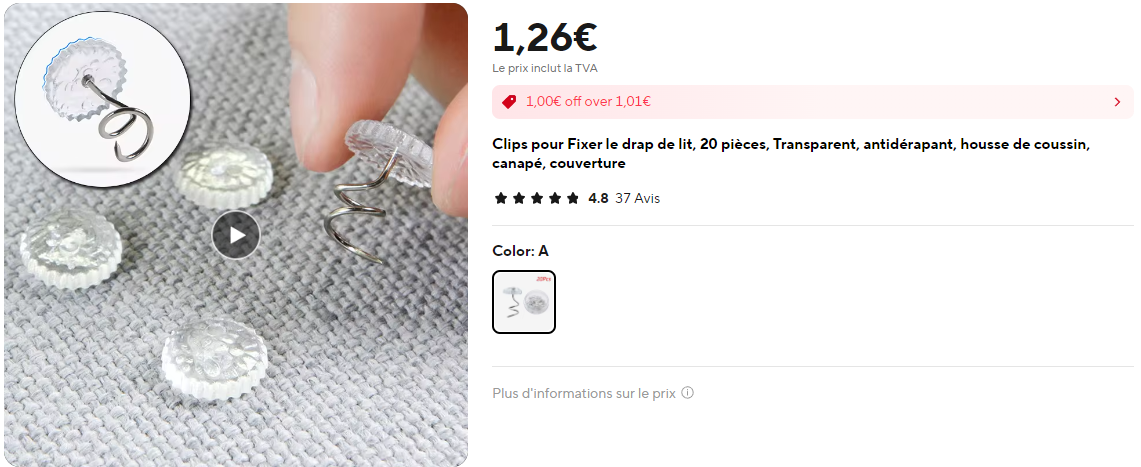 1,26€
Le prix inclut la TVA
1,00€ off over 1,01€
Clips pour Fixer le drap de lit, 20 pièces, Transparent, antidérapant, housse de coussin,
canapé, couverture
4.8 37 Avis
Color: A
20Pcs
Plus d'informations sur le prix